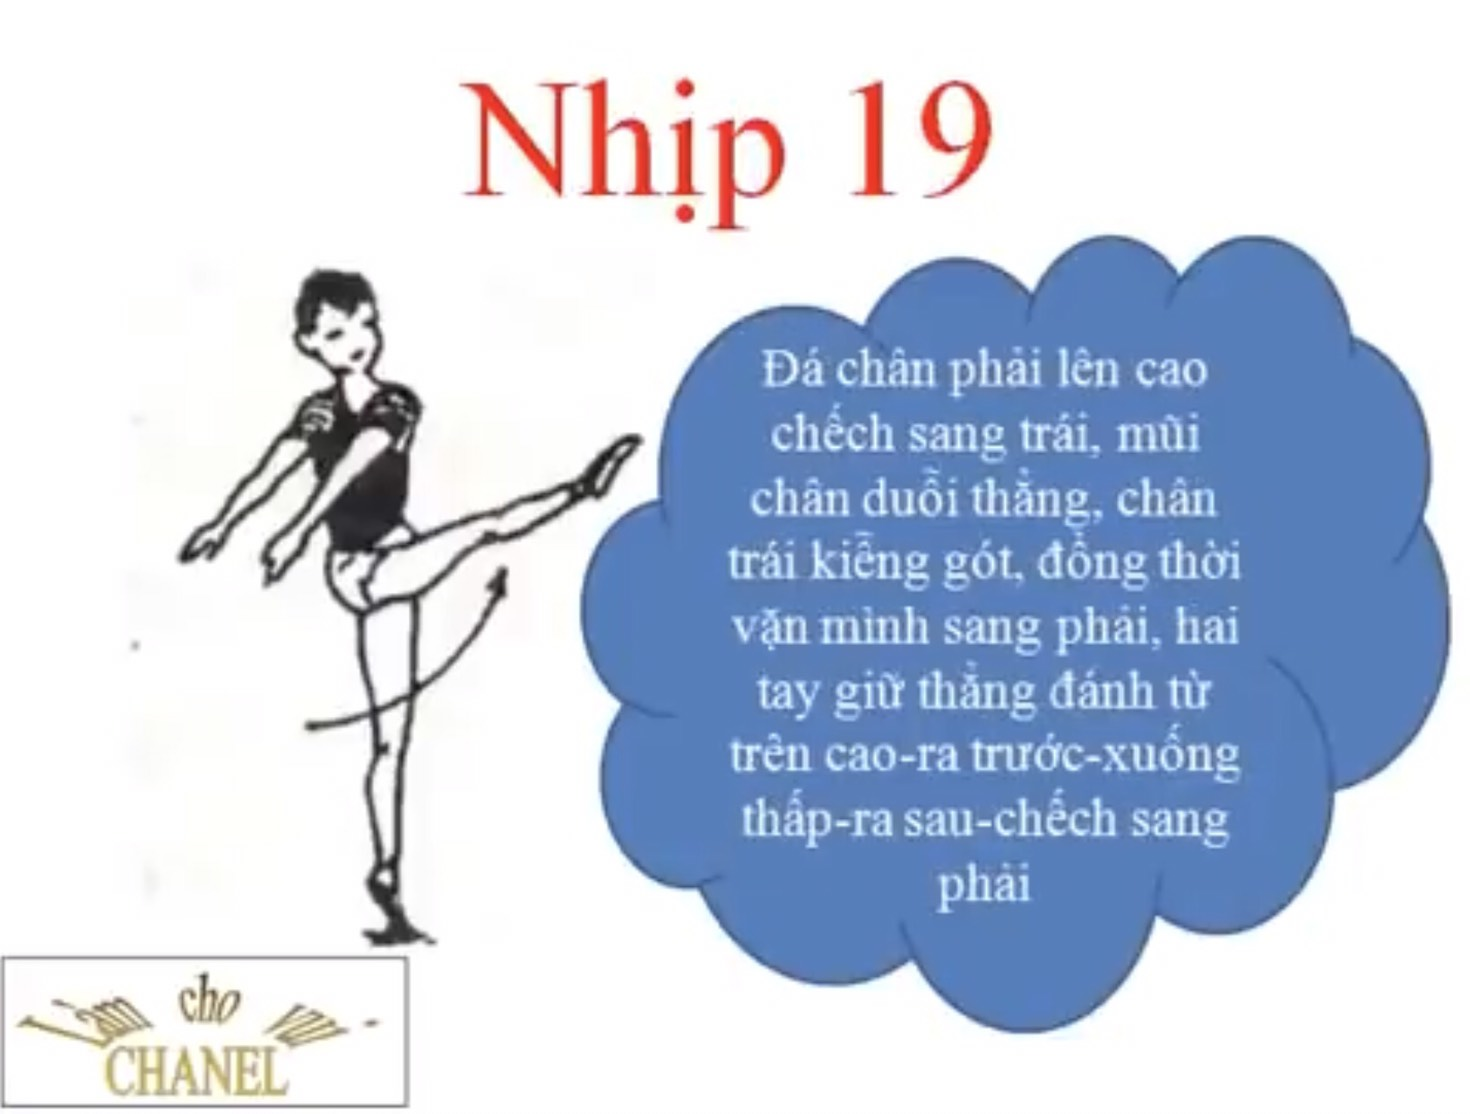 Nhịp 19
Đá chân phải lên cao
chếch sang trái, mũi
chân duỗi thẳng, chân
trái kiễng gót, đồng thời
vặn mình sang phải, hai
tay giữ thẳng đánh từ
trên cao-ra trước-xuống
thấp-ra sau-chếch sang
phải
cho
CHANEL